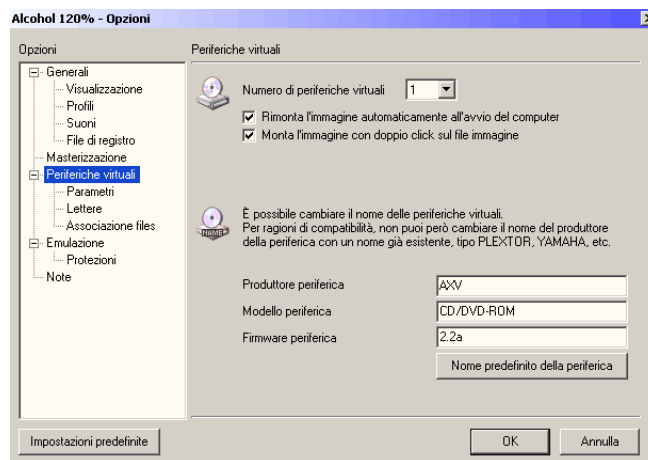 Alcohol 120% - Opzioni
Opzioni
Generali
Visualizzazione
Profili
Suoni
File di registro
Masterizzazione
Periferiche virtuali
Parametri
Lettere
Associazione files
Emulazione
Protezioni
Note
Periferiche virtuali
Numero di periferiche virtuali 1
Rimonta l'immagine automaticamente all'avvio del computer
Monta l'immagine con doppio click sul file immagine
NAME
È possibile cambiare il nome delle periferiche virtuali.
Per ragioni di compatibilità, non puoi però cambiare il nome del produttore
della periferica con un nome già esistente, tipo PLEXTOR, YAMAHA, etc.
Produttore periferica AXV
Modello periferica CD/DVD-ROM
Firmware periferica 2.2a
Nome predefinito della periferica
Impostazioni predefinite
OK
Annulla